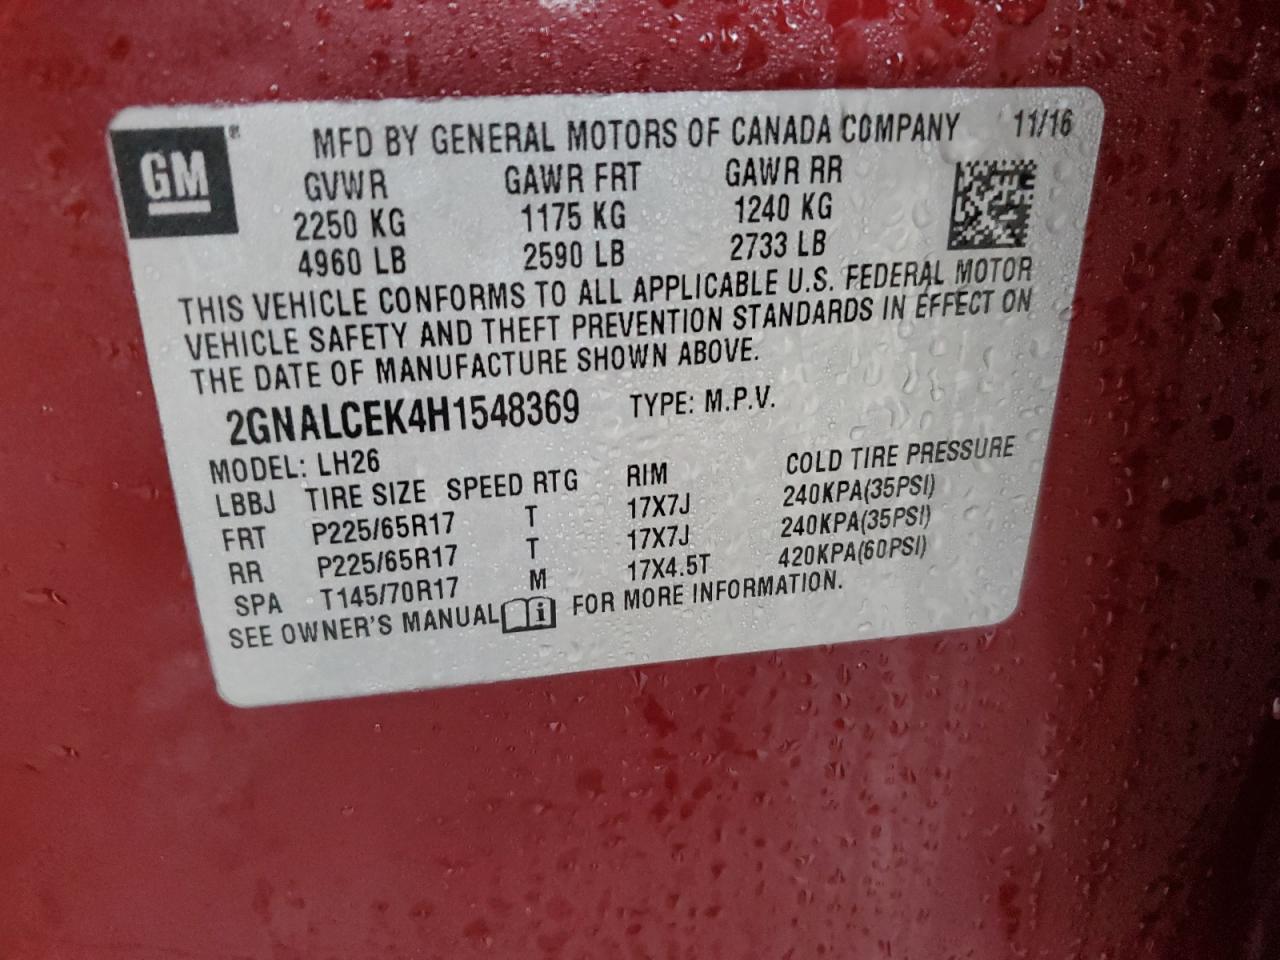 GM®
MFD BY GENERAL MOTORS OF CANADA COMPANY 11/16
GVWR GAWR FRT GAWR RR
2250 KG 1175 KG 1240 KG
4960 LB 2590 LB 2733 LB
THIS VEHICLE CONFORMS TO ALL APPLICABLE U.S. FEDERAL MOTOR
VEHICLE SAFETY AND THEFT PREVENTION STANDARDS IN EFFECT ON
THE DATE OF MANUFACTURE SHOWN ABOVE.
2GNALCEK4H1548369 TYPE: M.P.V.
MODEL: LH26
LBBJ TIRE SIZE SPEED RTG RIM COLD TIRE PRESSURE
FRT P225/65R17 T 17X7J 240KPA(35PSI)
RR P225/65R17 T 17X7J 240KPA(35PSI)
SPA T145/70R17 M 17X4.5T 420KPA(60PSI)
SEE OWNER'S MANUAL i FOR MORE INFORMATION.